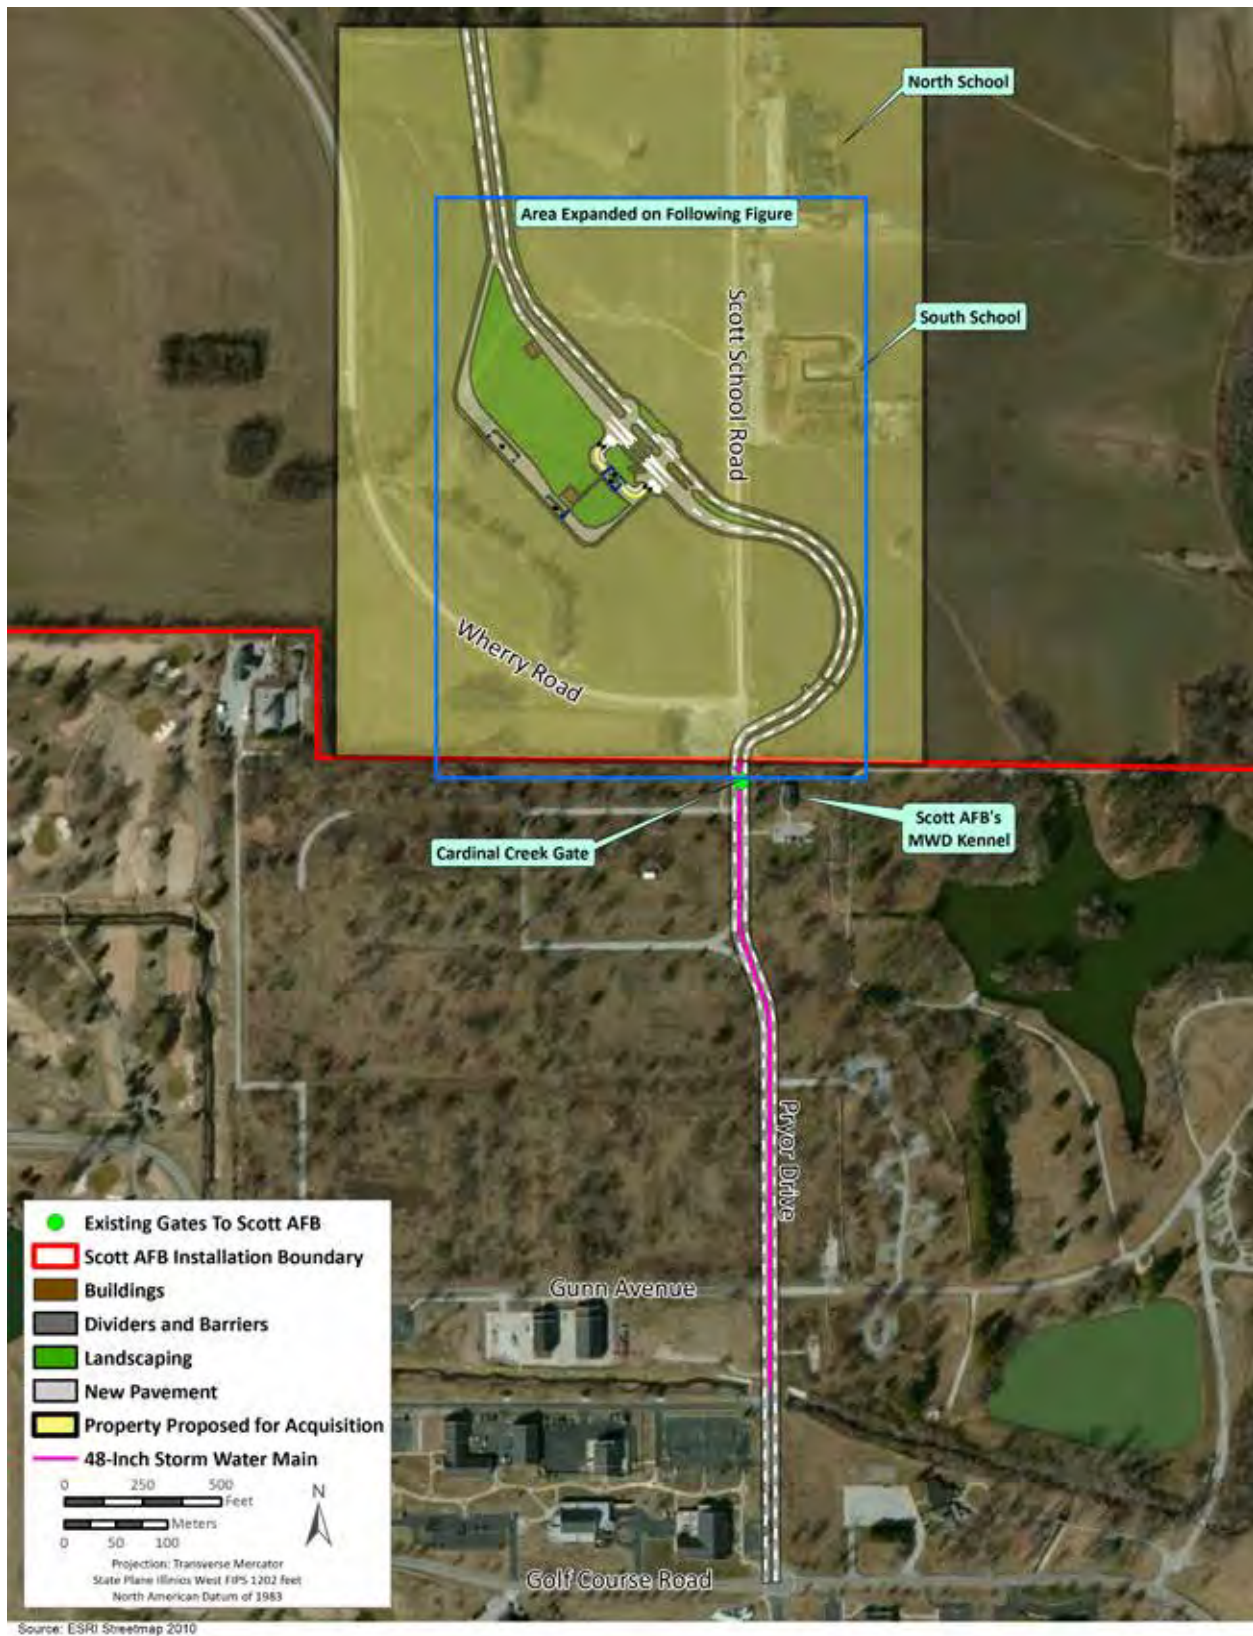 North School
Area Expanded on Following Figure
Scott School Road
South School
Wherry Road
Scott AFB's
MWD Kennel
Cardinal Creek Gate
Pryor Drive
Existing Gates To Scott AFB
Scott AFB Installation Boundary
Buildings
Dividers and Barriers
Landscaping
New Pavement
Property Proposed for Acquisition
48-Inch Storm Water Main
0 250 500
Feet
Meters
0 50 100
N
Projection: Transverse Mercator
State Plane Illinios West FIPS 1202 feet
North American Datum of 1983
Gunn Avenue
Golf Course Road
Source: ESRI Streetmap 2010